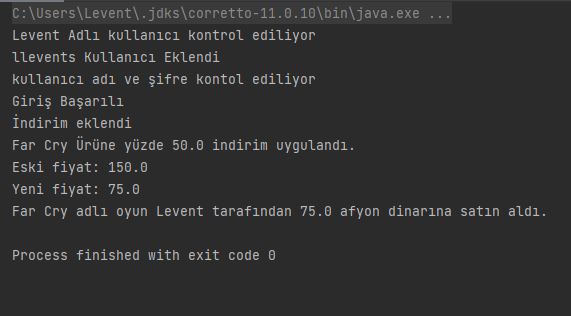 C:\Users\Levent\.jdks\corretto-11.0.10\bin\java.exe ...
Levent Adlı kullanıcı kontrol ediliyor
llevents Kullanıcı Eklendi
kullanıcı adı ve şifre kontol ediliyor
Giriş Başarılı
İndirim eklendi
Far Cry Ürüne yüzde 50.0 indirim uygulandı.
Eski fiyat: 150.0
Yeni fiyat: 75.0
Far Cry adlı oyun Levent tarafından 75.0 afyon dinarına satın aldı.
Process finished with exit code 0